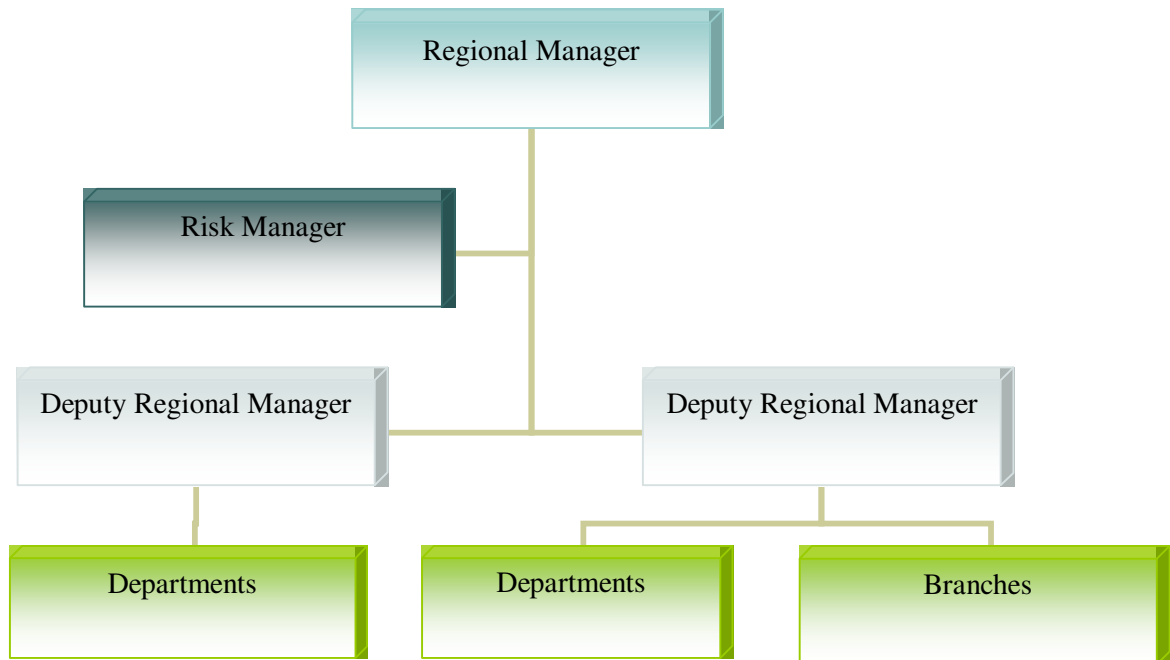 Regional Manager
Risk Manager
Deputy Regional Manager
Deputy Regional Manager
Departments
Departments
Branches